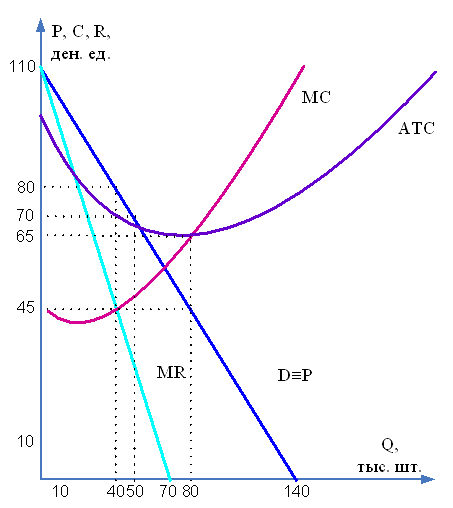 P, C, R,
ден. ед.
110
MC
ATC
80
70
65
45
MR
D≡P
10
Q,
тыс. шт.
10 40 50 70 80 140